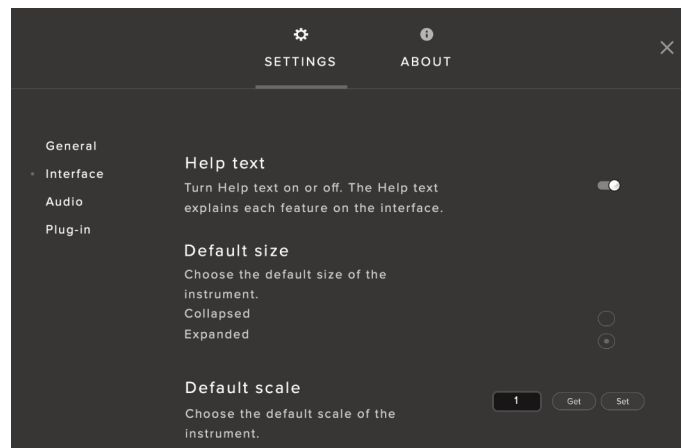 SETTINGS ABOUT
General
Interface
Audio
Plug-in
Help text
Turn Help text on or off. The Help text
explains each feature on the interface.
Default size
Choose the default size of the
instrument.
Collapsed
Expanded
Default scale
1 Get Set
Choose the default scale of the
instrument.